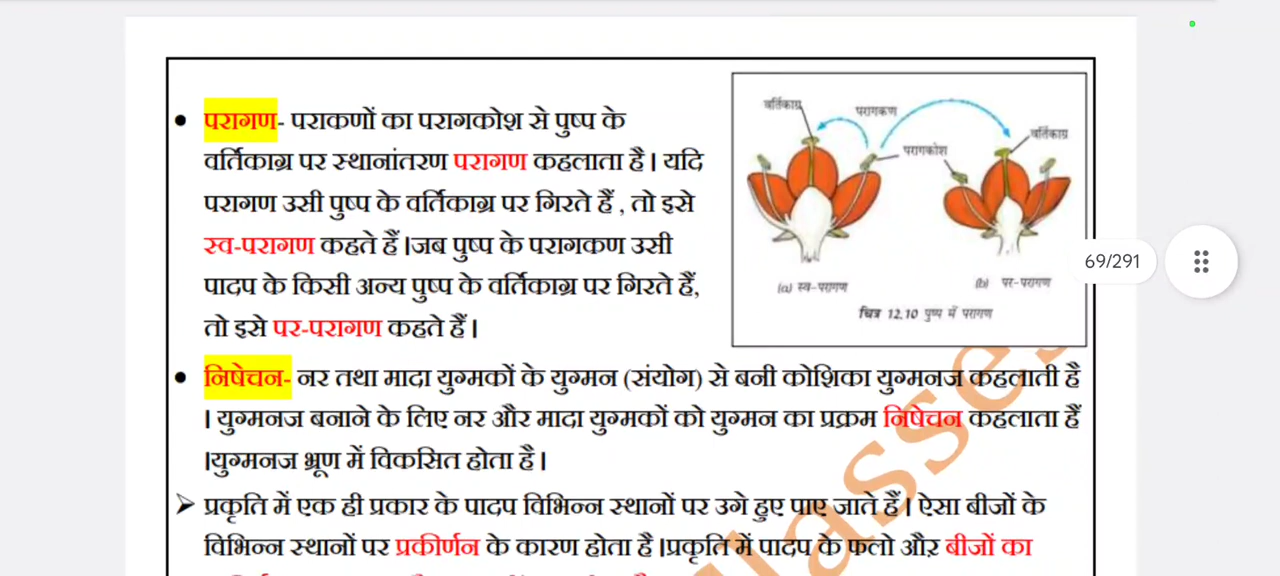 परागण- पराकणों का परागकोश से पुष्प के
वर्तिकाग्र पर स्थानांतरण परागण कहलाता है। यदि
परागण उसी पुष्प के वर्तिकाग्र पर गिरते हैं , तो इसे
स्व-परागण कहते हैं ।जब पुष्प के परागकण उसी
पादप के किसी अन्य पुष्प के वर्तिकाग्र पर गिरते हैं,
तो इसे पर-परागण कहते हैं ।
वर्तिकाग्र
परागकण
वर्तिकाग्र
परागकोश
(a) स्व-परागण
(b) पर-परागण
चित्र 12.10 पुष्प में परागण
69/291
निषेचन- नर तथा मादा युग्मकों के युग्मन (संयोग) से बनी कोशिका युग्मनज कहलाती है
। युग्मनज बनाने के लिए नर और मादा युग्मकों को युग्मन का प्रक्रम निषेचन कहलाता हैं
।युग्मनज भ्रूण में विकसित होता है ।
प्रकृति में एक ही प्रकार के पादप विभिन्न स्थानों पर उगे हुए पाए जाते हैं । ऐसा बीजों के
विभिन्न स्थानों पर प्रकीर्णन के कारण होता है ।प्रकृति में पादप के फलो और बीजों का